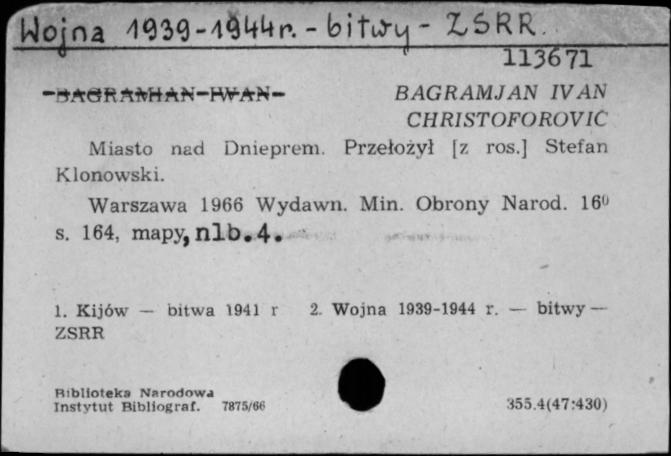 Wojna 1939-1944r. - bitwy - ZSRR.
113671
BAGRAMIAN IWAN BAGRAMJAN IVAN
CHRISTOFOROVIC
Miasto nad Dnieprem. Przełożył [z ros.] Stefan
Klonowski.
Warszawa 1966 Wydawn. Min. Obrony Narod. 16⁰
s. 164, mapy, nlb. 4.
1. Kijów — bitwa 1941 r 2. Wojna 1939-1944 r. — bitwy —
ZSRR
Biblioteka Narodowa
Instytut Bibliograf. 7875/66 355.4(47:430)